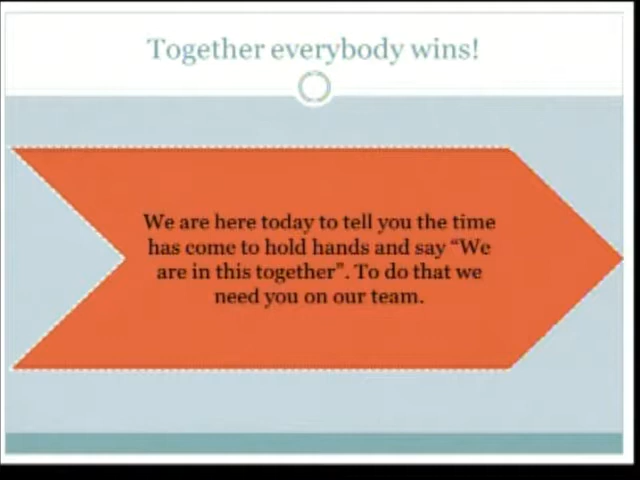 Together everybody wins!
We are here today to tell you the time
has come to hold hands and say “We
are in this together”. To do that we
need you on our team.